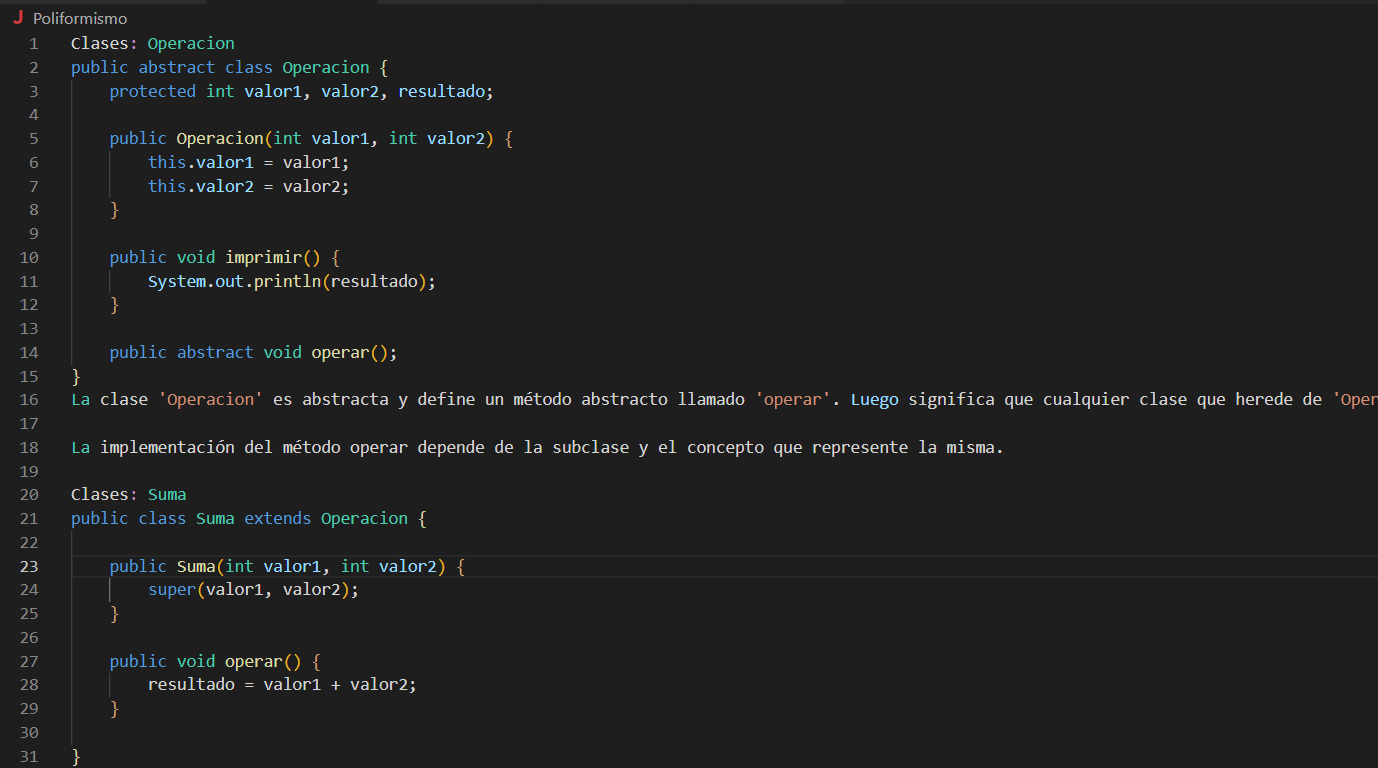 J Poliformismo
1 Clases: Operacion
2 public abstract class Operacion {
3 protected int valor1, valor2, resultado;
4
5 public Operacion(int valor1, int valor2) {
6 this.valor1 = valor1;
7 this.valor2 = valor2;
8 }
9
10 public void imprimir() {
11 System.out.println(resultado);
12 }
13
14 public abstract void operar();
15 }
16 La clase 'Operacion' es abstracta y define un método abstracto llamado 'operar'. Luego significa que cualquier clase que herede de 'Oper
17
18 La implementación del método operar depende de la subclase y el concepto que represente la misma.
19
20 Clases: Suma
21 public class Suma extends Operacion {
22
23 public Suma(int valor1, int valor2) {
24 super(valor1, valor2);
25 }
26
27 public void operar() {
28 resultado = valor1 + valor2;
29 }
30
31 }